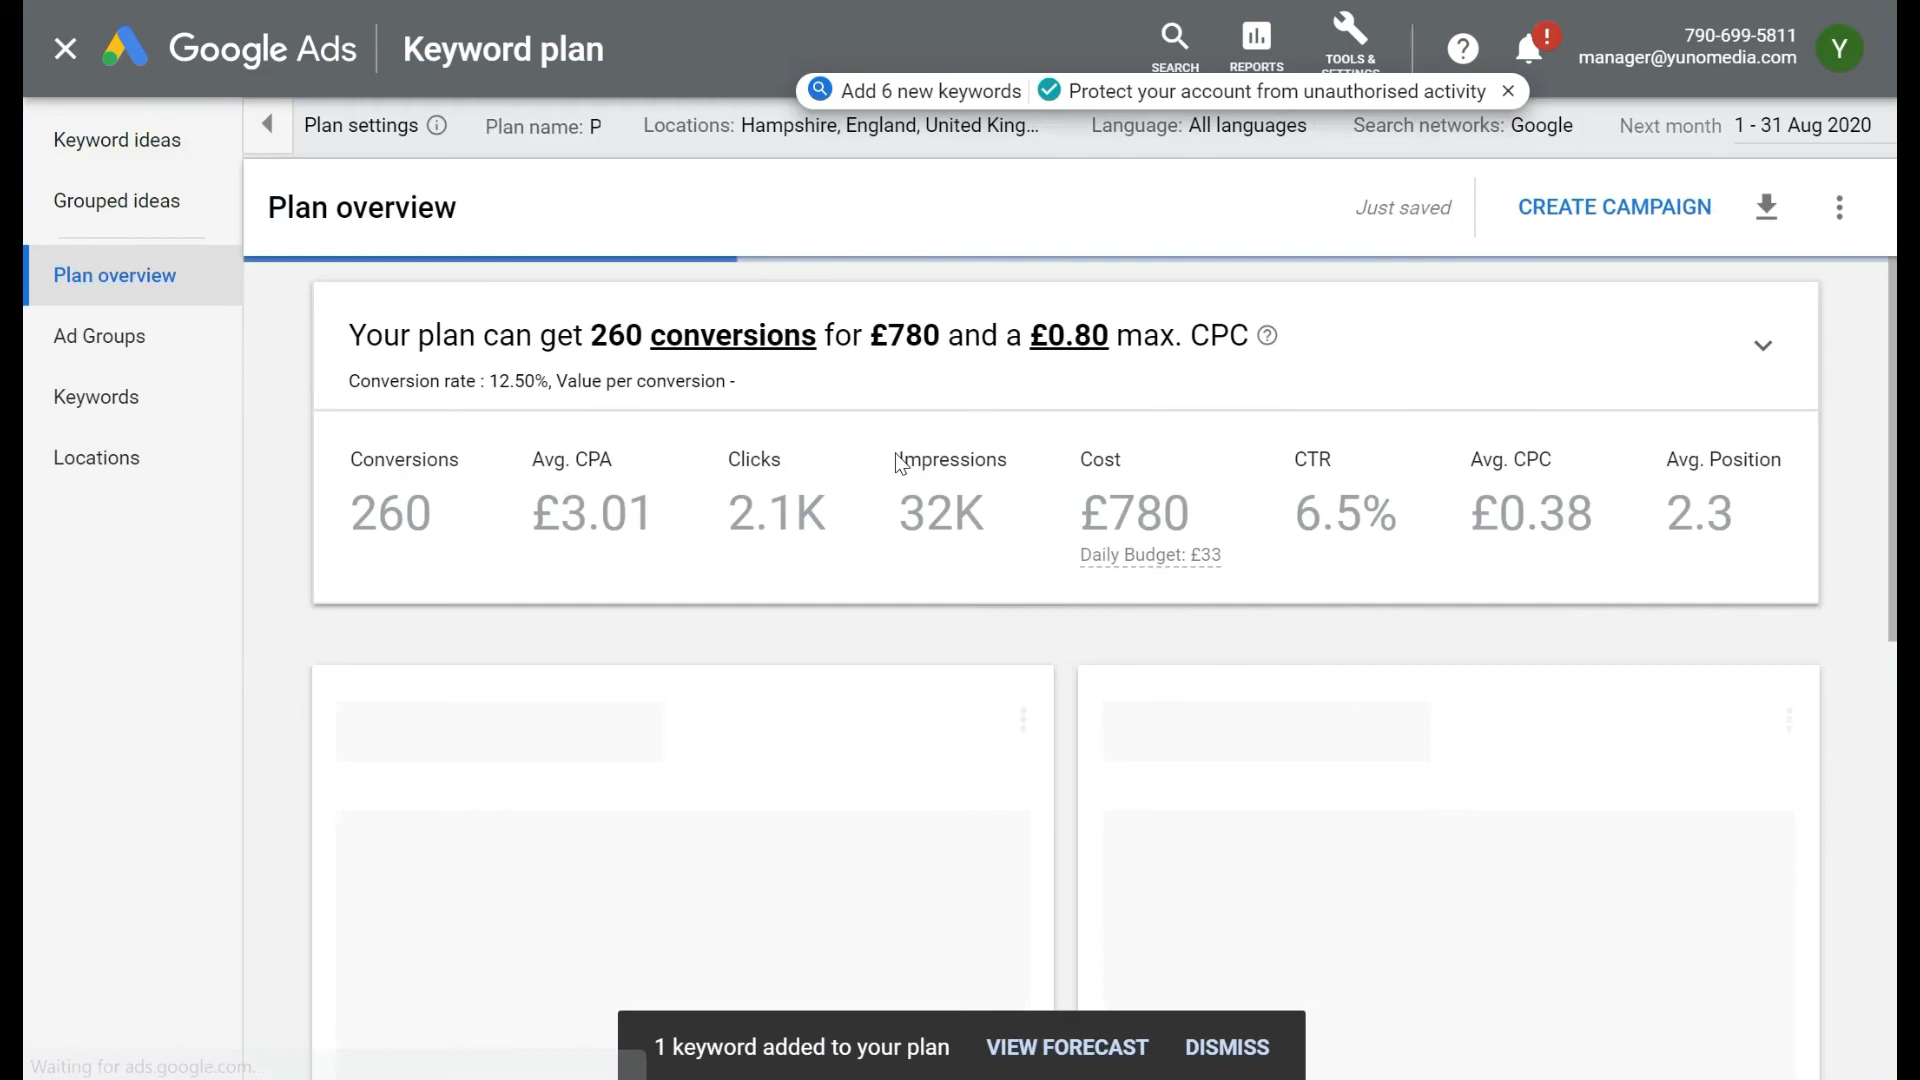 Google Ads Keyword plan
SEARCH REPORTS TOOLS &
SETTINGS
790-699-5811
manager@yunomedia.com
Y
Add 6 new keywords Protect your account from unauthorised activity
Plan settings Plan name: P Locations: Hampshire, England, United King... Language: All languages Search networks: Google Next month 1 - 31 Aug 2020
Keyword ideas
Grouped ideas
Plan overview
Ad Groups
Keywords
Locations
Plan overview Just saved CREATE CAMPAIGN
Your plan can get 260 conversions for £780 and a £0.80 max. CPC
Conversion rate : 12.50%, Value per conversion -
Conversions Avg. CPA Clicks Impressions Cost CTR Avg. CPC Avg. Position
260 £3.01 2.1K 32K £780 6.5% £0.38 2.3
Daily Budget: £33
1 keyword added to your plan VIEW FORECAST DISMISS
Waiting for ads.google.com...